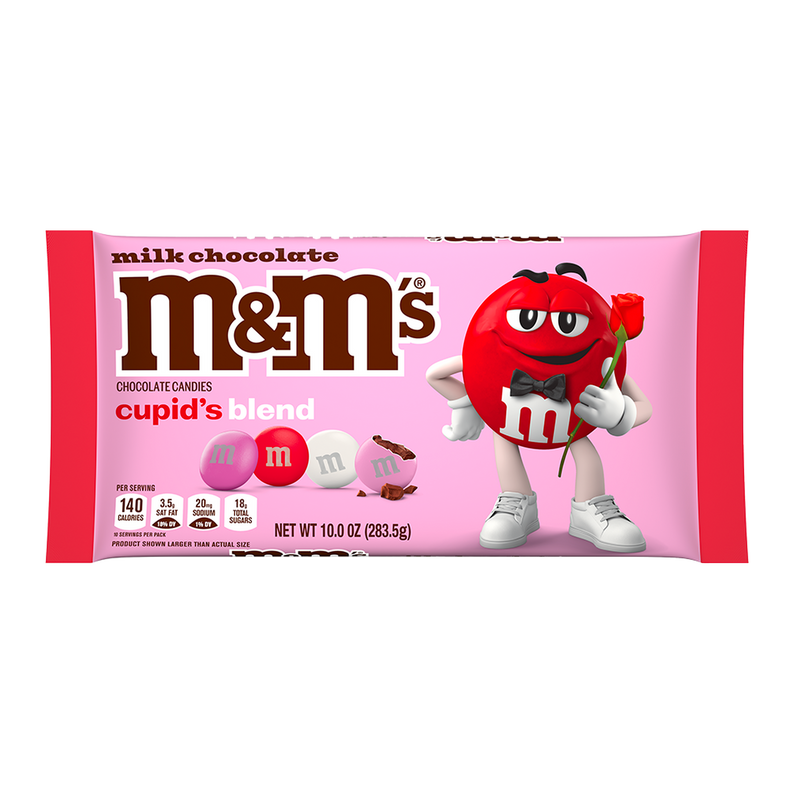 milk chocolate
m&m's®
CHOCOLATE CANDIES
cupid's blend
m m m m
m
PER SERVING
140 CALORIES
3.5g SAT FAT 18% DV
20mg SODIUM 1% DV
18g TOTAL SUGARS
10 SERVINGS PER PACK
PRODUCT SHOWN LARGER THAN ACTUAL SIZE
NET WT 10.0 OZ (283.5g)